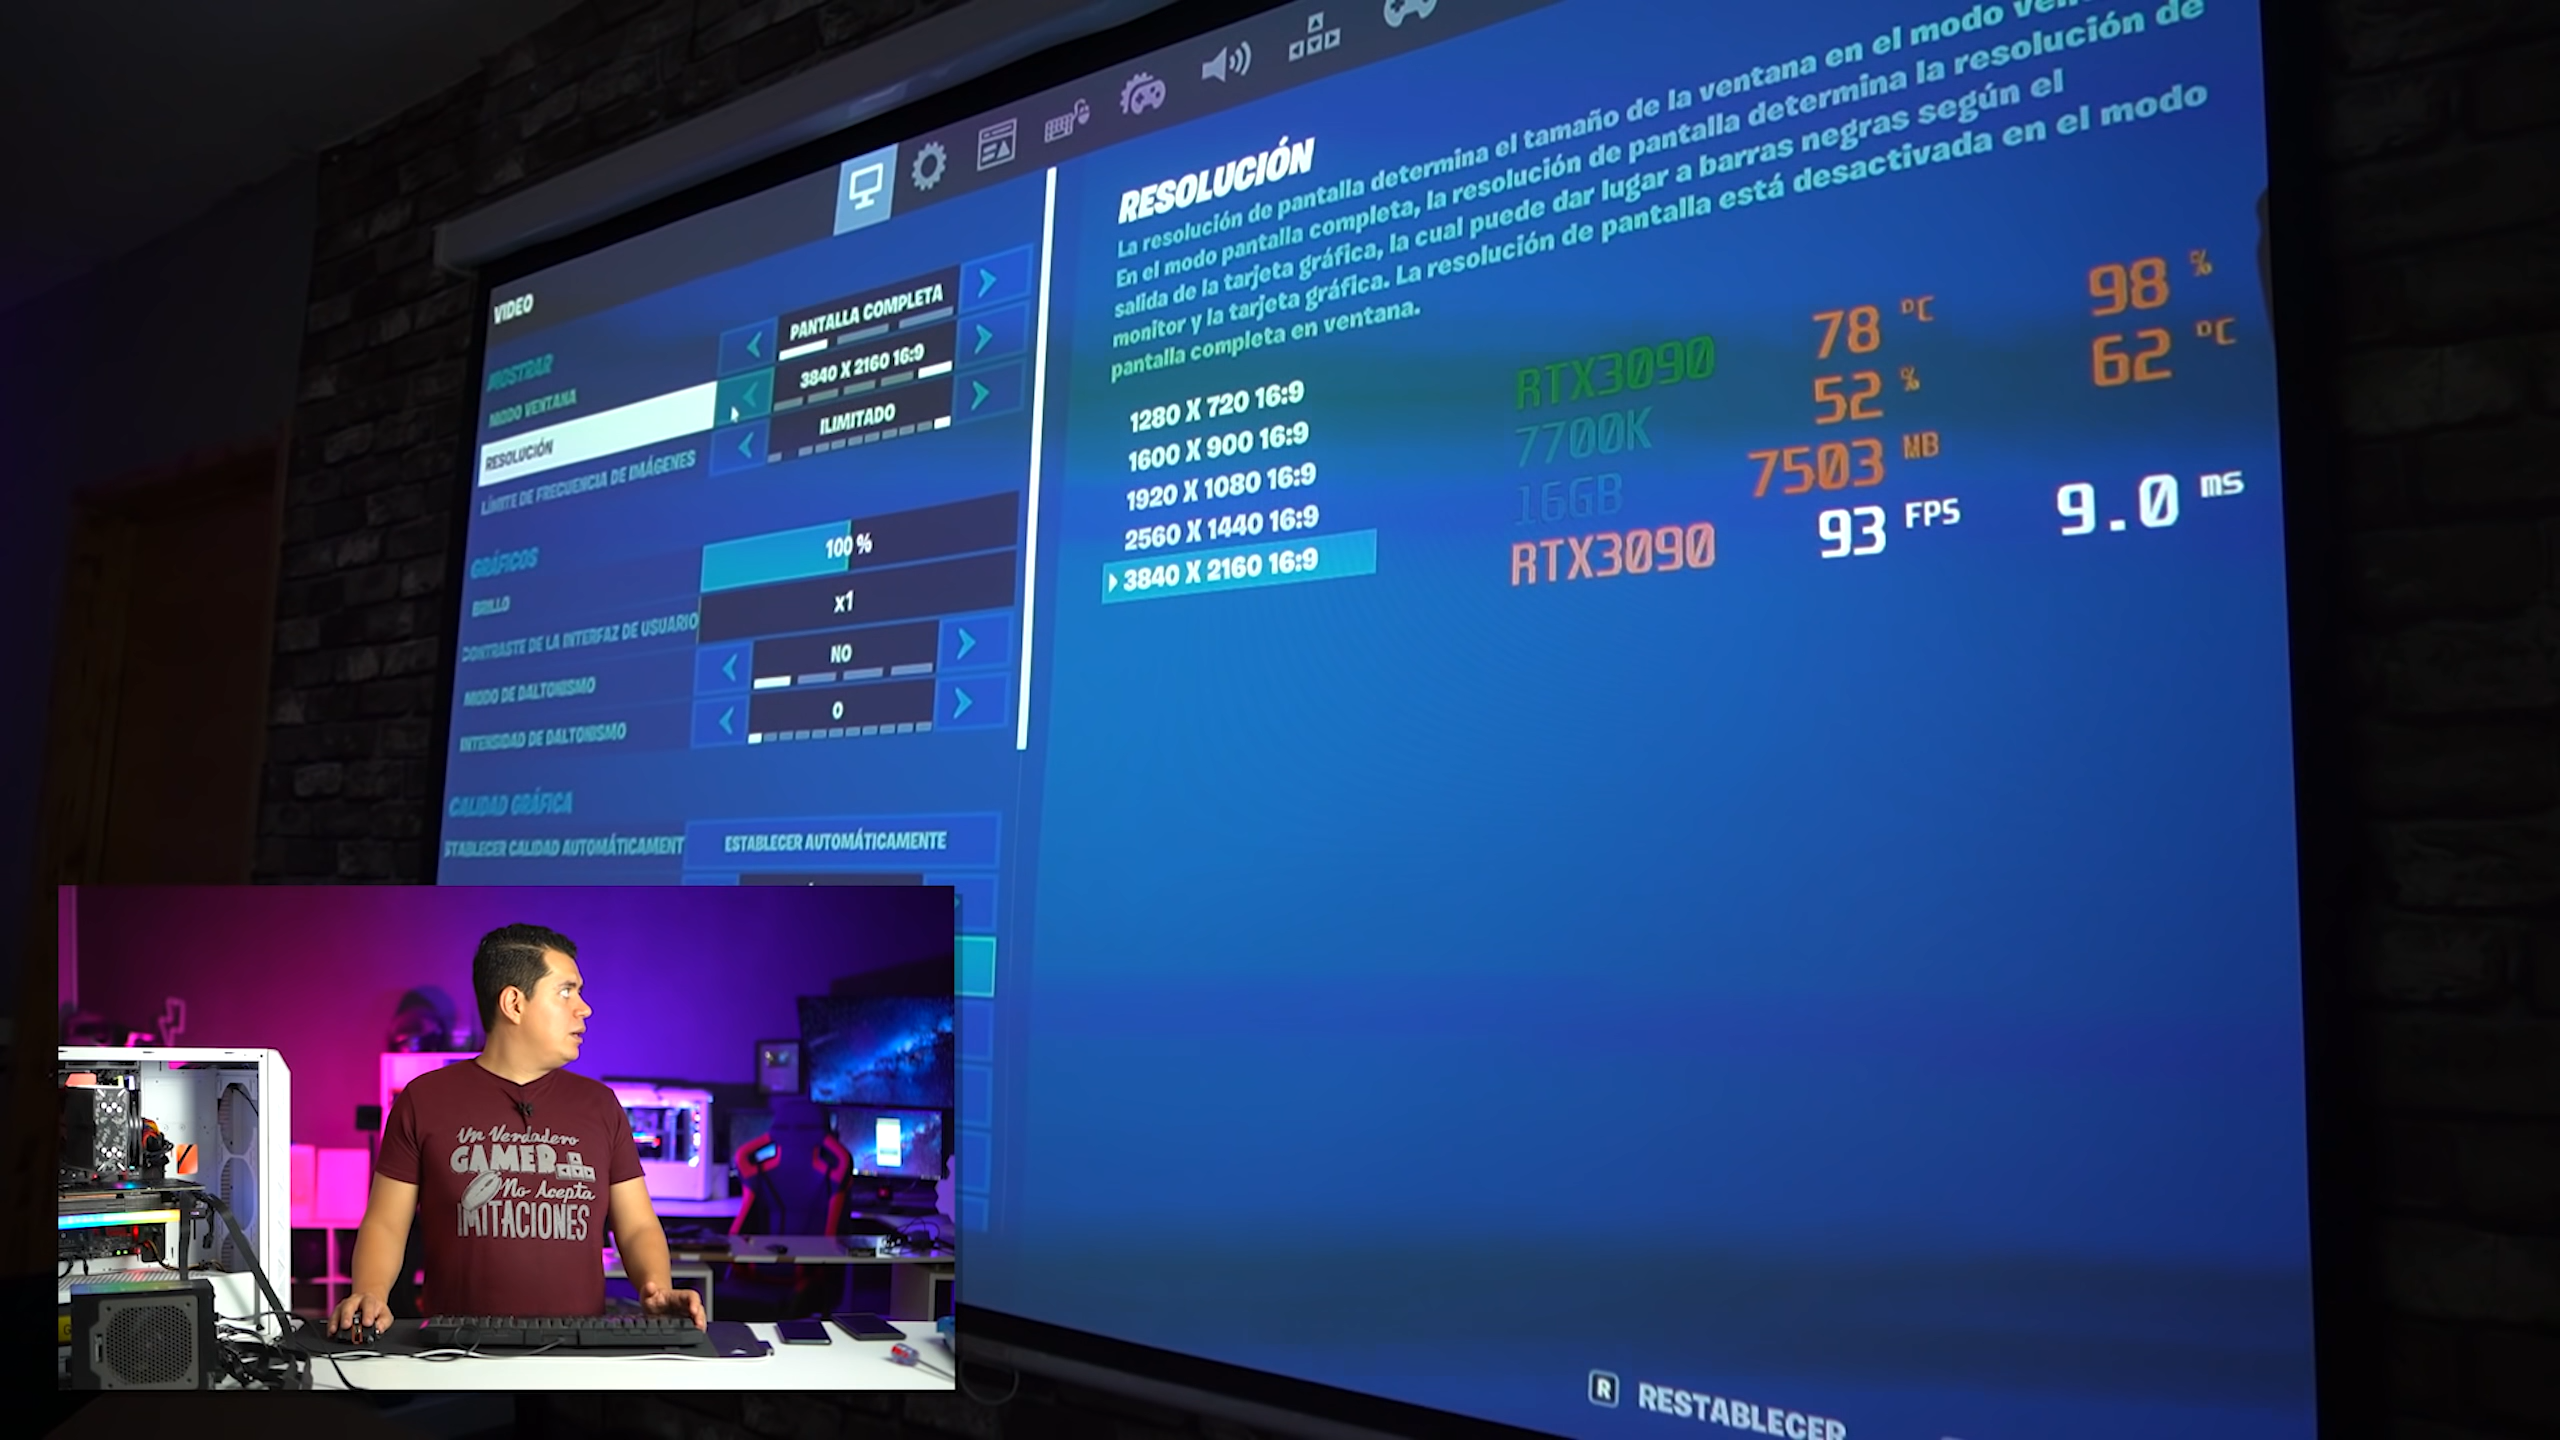 RESOLUCIÓN
La resolución de pantalla determina el tamaño de la ventana en el modo
En el modo pantalla completa, la resolución de pantalla determina la resolución de
salida de la tarjeta gráfica, la cual puede dar lugar a barras negras según el
monitor y la tarjeta gráfica. La resolución de pantalla está desactivada en el modo
pantalla completa en ventana.
1280 X 720 16:9
1600 X 900 16:9
1920 X 1080 16:9
2560 X 1440 16:9
3840 X 2160 16:9
RTX3090 78 °C 98 %
7700K 52 % 62 °C
16GB 7503 MB
RTX3090 93 FPS 9.0 ms
VIDEO
MOSTRAR
MODO VENTANA PANTALLA COMPLETA
RESOLUCIÓN 3840 X 2160 16:9
LÍMITE DE FRECUENCIA DE IMÁGENES ILIMITADO
GRÁFICOS
BRILLO 100 %
CONTRASTE DE LA INTERFAZ DE USUARIO x1
MODO DE DALTONISMO NO
INTENSIDAD DE DALTONISMO 0
CALIDAD GRÁFICA
STABLECER CALIDAD AUTOMÁTICAMENT ESTABLECER AUTOMÁTICAMENTE
Un Verdadero
GAMER
No Acepta
IMITACIONES
R RESTABLECER